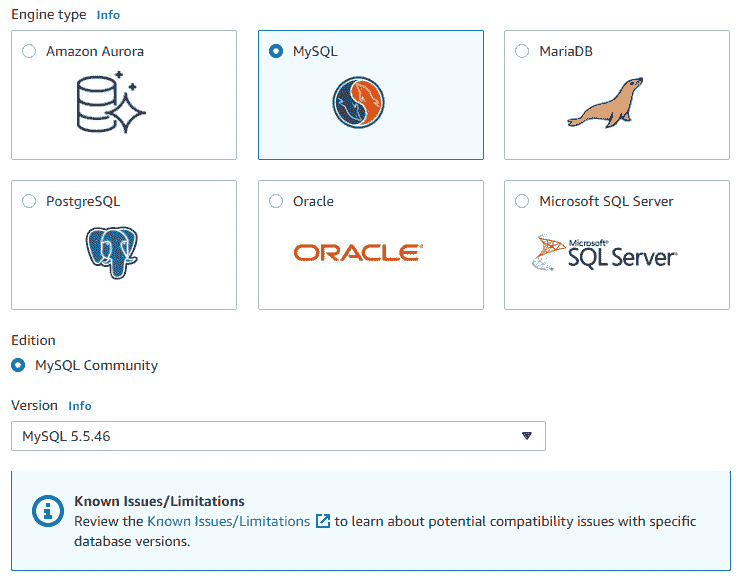 Engine type Info
Amazon Aurora
MySQL
MariaDB
PostgreSQL
Oracle
Microsoft SQL Server
ORACLE®
Microsoft®
SQL Server®
Edition
MySQL Community
Version Info
MySQL 5.5.46
Known Issues/Limitations
Review the Known Issues/Limitations to learn about potential compatibility issues with specific
database versions.